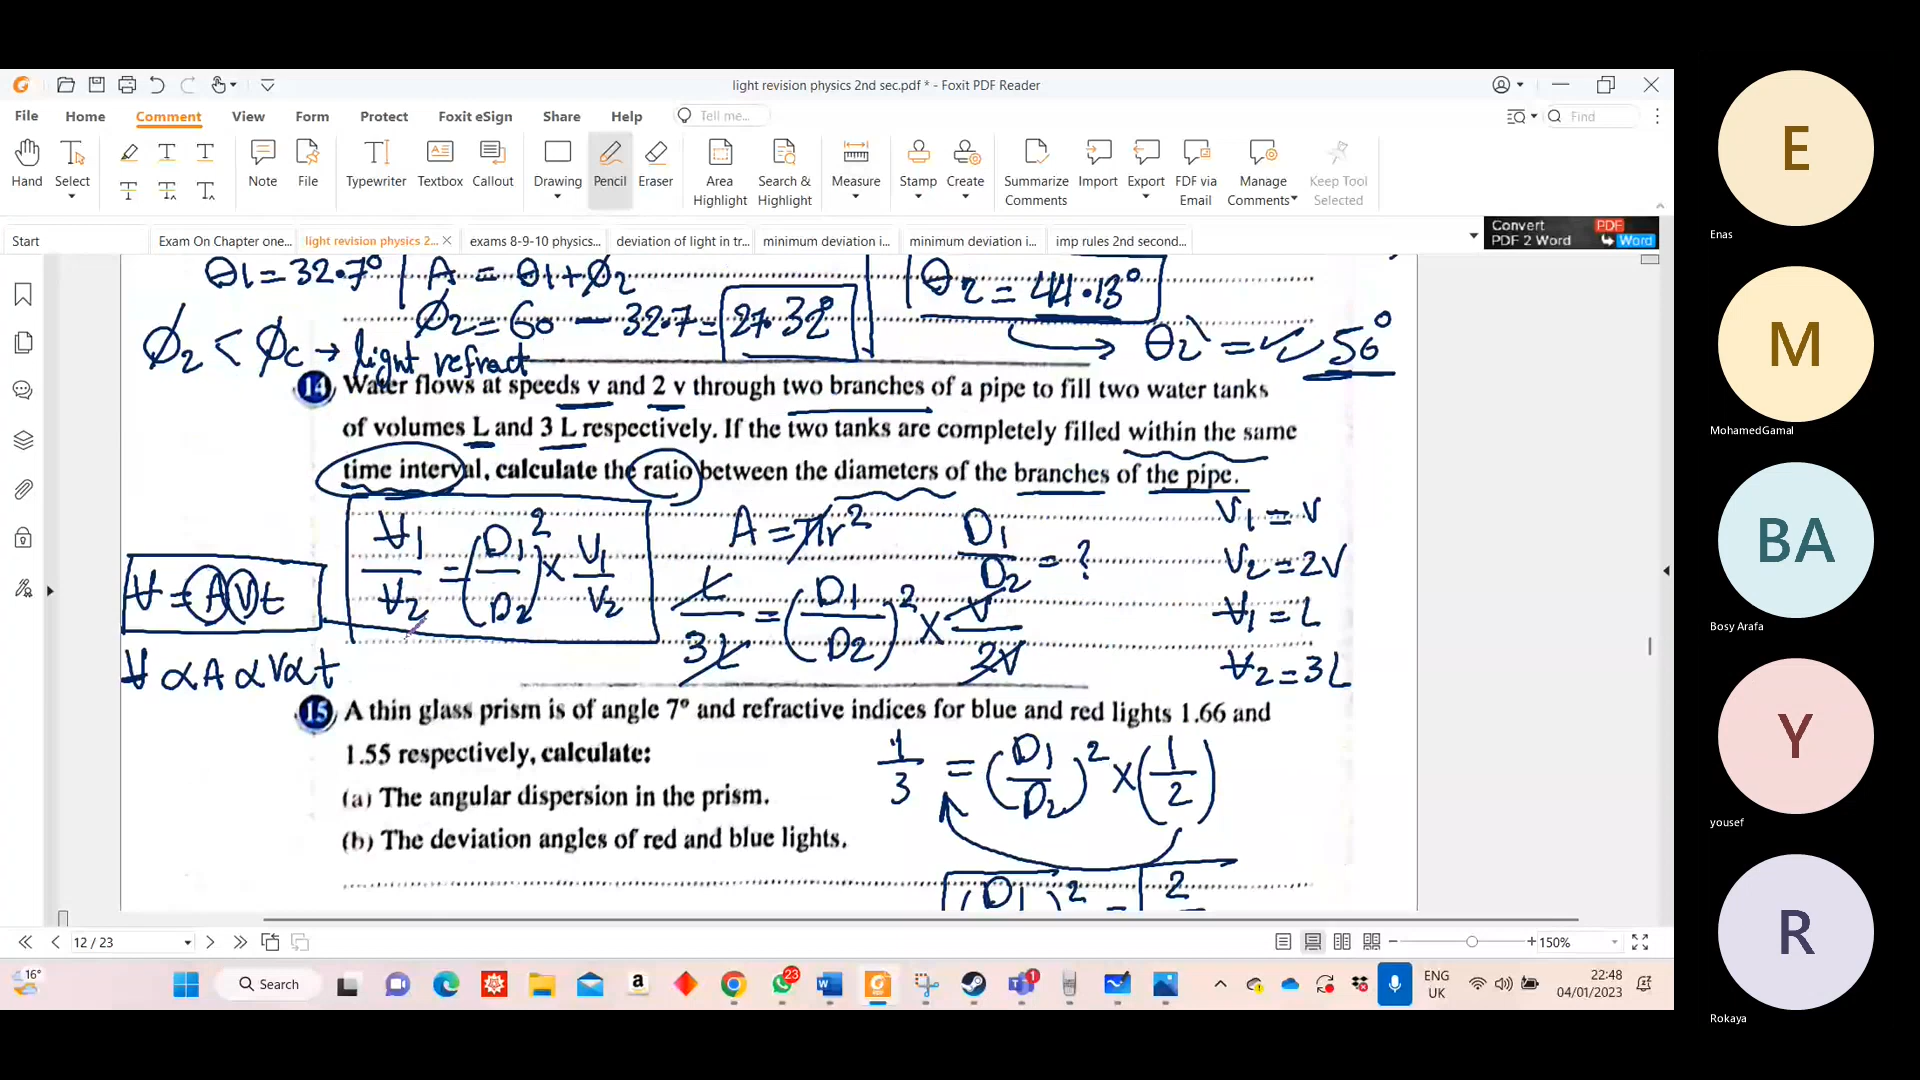 light revision physics 2nd sec.pdf * - Foxit PDF Reader
File Home Comment View Form Protect Foxit eSign Share Help Tell me... Find
Hand Select Note File Typewriter Textbox Callout Drawing Pencil Eraser Area Highlight Search & Highlight Measure Stamp Create Summarize Comments Import Export FDF via Email Manage Comments Keep Tool Selected
Start Exam On Chapter one... light revision physics 2... exams 8-9-10 physics... deviation of light in tr... minimum deviation i... minimum deviation i... imp rules 2nd second... Convert PDF 2 Word PDF Word
θ1 = 32.7° A = θ1 + ϕ2 θ2 = 44.13°
ϕ2 = 60 - 32.7 = 27.32° θ2` = 50°
ϕ2 < ϕc → light refract
14 Water flows at speeds v and 2 v through two branches of a pipe to fill two water tanks
of volumes L and 3 L respectively. If the two tanks are completely filled within the same
time interval, calculate the ratio between the diameters of the branches of the pipe.
V1/V2 = (D1/D2)² × V1/V2 A = πr² D1/D2 = ? V1 = V
V2 = 2V
V = AVt L/3L = (D1/D2)² × V/2V V1 = L
V ∝ A ∝ V ∝ t V2 = 3L
15 A thin glass prism is of angle 7° and refractive indices for blue and red lights 1.66 and
1.55 respectively, calculate:
1/3 = (D1/D2)² × (1/2)
(a) The angular dispersion in the prism.
(b) The deviation angles of red and blue lights.
(D1 )² = 2
12 / 23 150%
16° Search 23 1 ENG UK 22:48 04/01/2023
E
Enas
M
MohamedGamal
BA
Bosy Arafa
Y
yousef
R
Rokaya